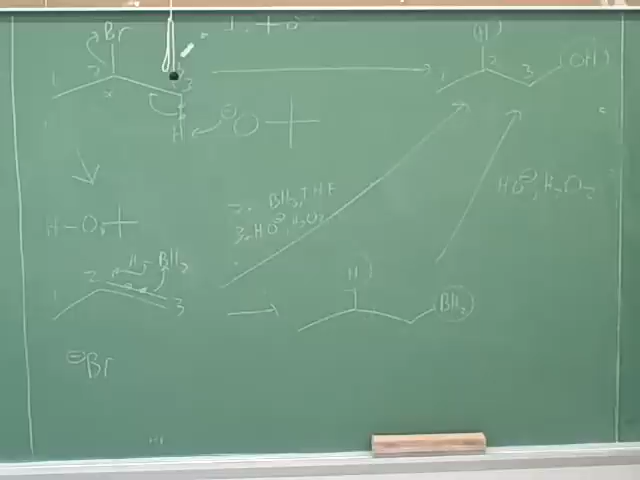 Br
1 2 3
H
⊖O
(H)
1 2 3 (OH)
HO⊖, H₂O₂
2. BH₃, THF
3. HO⊖, H₂O₂
H-O
H-BH₂
1 2 3
(H)
(BH₂)
⊖Br